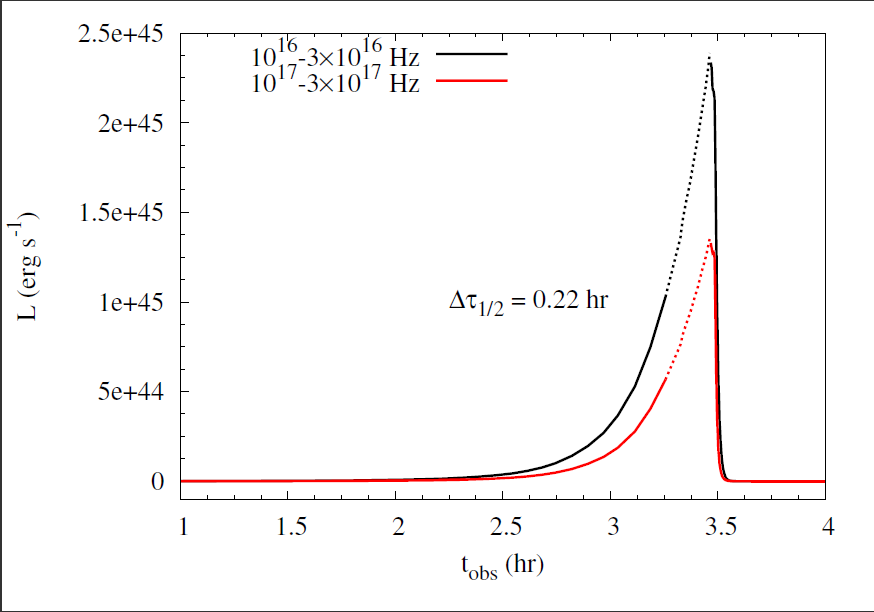 2.5e+45
10^16-3×10^16 Hz
10^17-3×10^17 Hz
2e+45
1.5e+45
L (erg s^-1)
1e+45
Δτ_1/2 = 0.22 hr
5e+44
0
1 1.5 2 2.5 3 3.5 4
t_obs (hr)